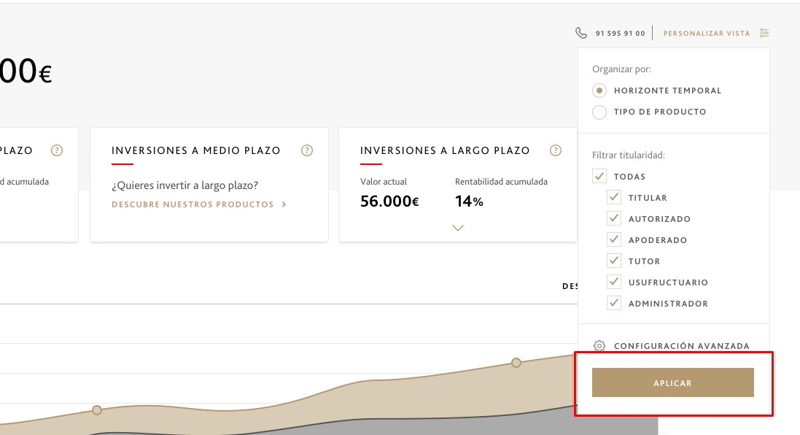 91 595 91 00
PERSONALIZAR VISTA
00€
Organizar por:
HORIZONTE TEMPORAL
TIPO DE PRODUCTO
PLAZO
?
d acumulada
INVERSIONES A MEDIO PLAZO
?
¿Quieres invertir a largo plazo?
DESCUBRE NUESTROS PRODUCTOS >
INVERSIONES A LARGO PLAZO
?
Valor actual
Rentabilidad acumulada
56.000€
14%
Filtrar titularidad:
TODAS
TITULAR
AUTORIZADO
APODERADO
TUTOR
USUFRUCTUARIO
ADMINISTRADOR
DES
CONFIGURACIÓN AVANZADA
APLICAR